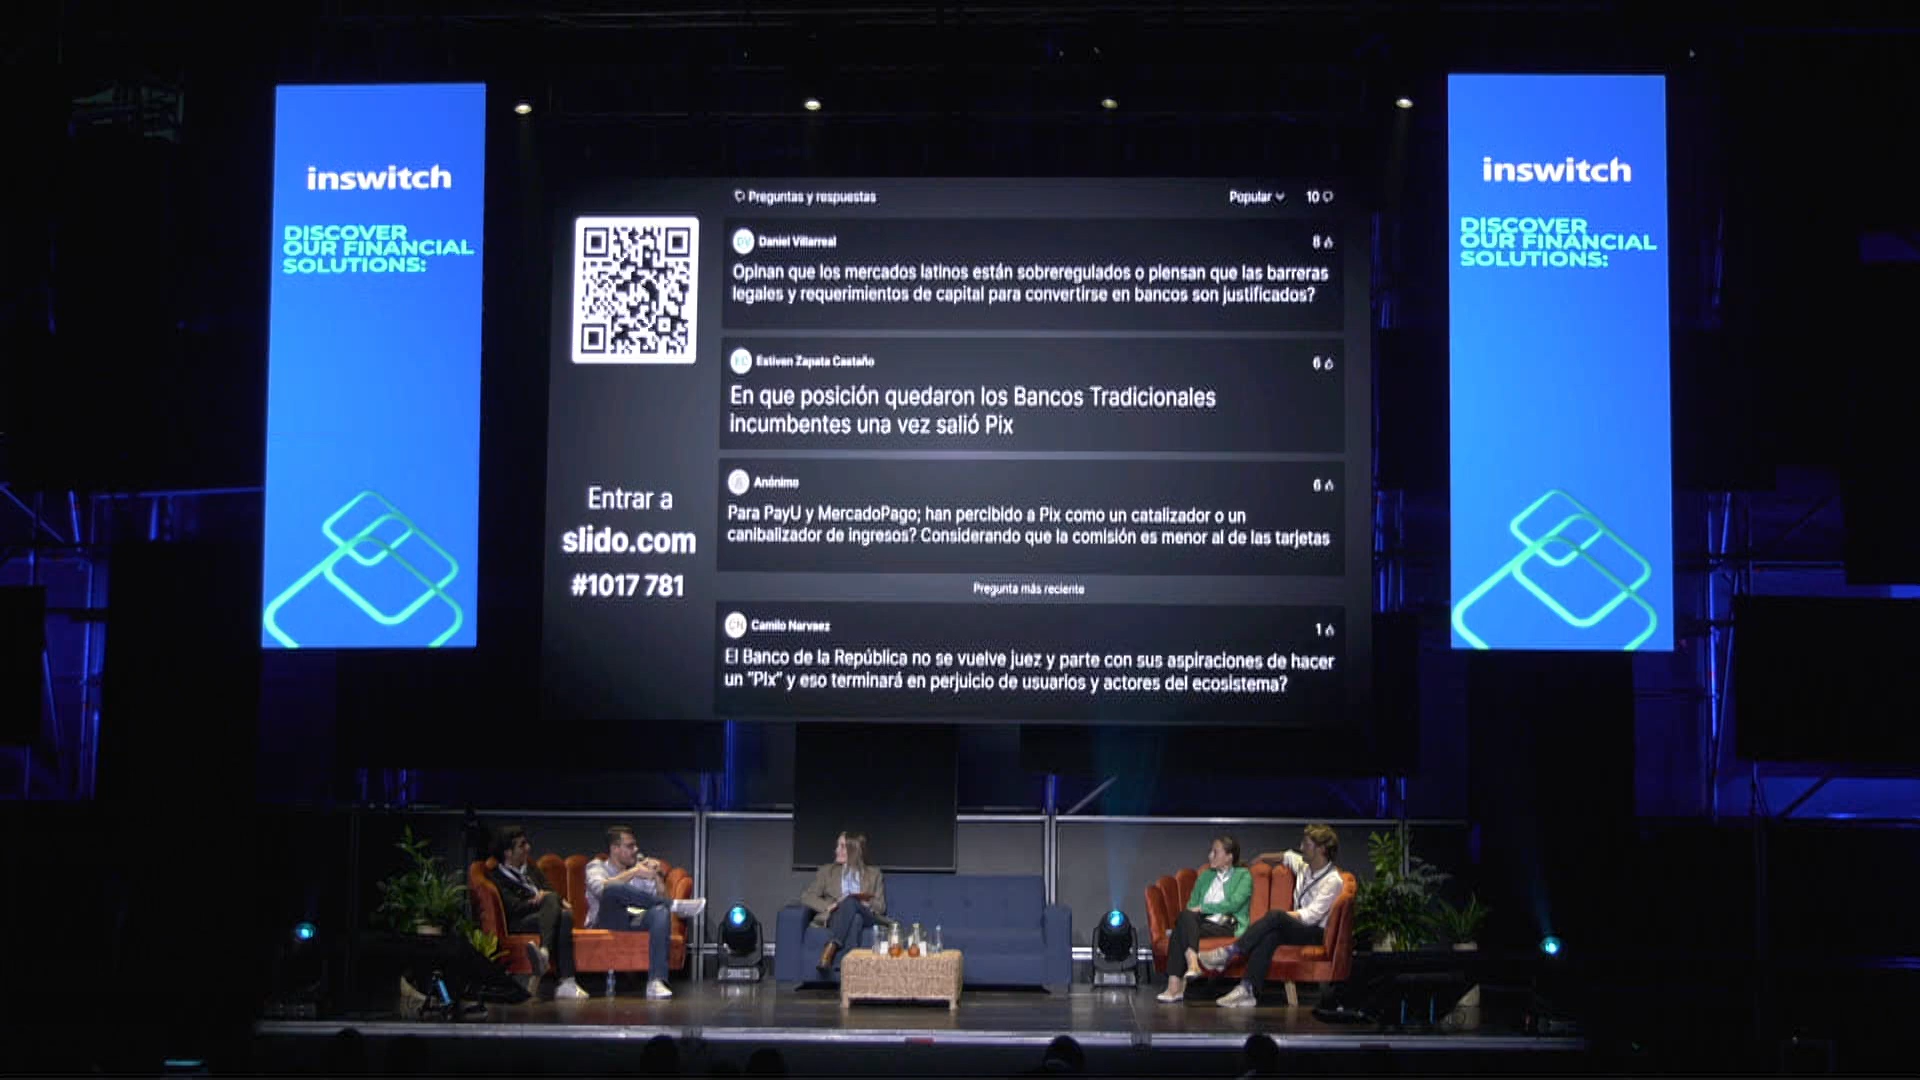 inswitch
DISCOVER
OUR FINANCIAL
SOLUTIONS:
Preguntas y respuestas
Popular
10
Daniel Villarreal
8
Opinan que los mercados latinos están sobreregulados o piensan que las barreras
legales y requerimientos de capital para convertirse en bancos son justificados?
Estiven Zapata Castaño
6
En que posición quedaron los Bancos Tradicionales
incumbentes una vez salió Pix
Anónimo
6
Para PayU y MercadoPago; han percibido a Pix como un catalizador o un
canibalizador de ingresos? Considerando que la comisión es menor al de las tarjetas
Pregunta más reciente
CN
Camilo Narvaez
1
El Banco de la República no se vuelve juez y parte con sus aspiraciones de hacer
un "Pix" y eso terminará en perjuicio de usuarios y actores del ecosistema?
Entrar a
slido.com
#1017 781
inswitch
DISCOVER
OUR FINANCIAL
SOLUTIONS: